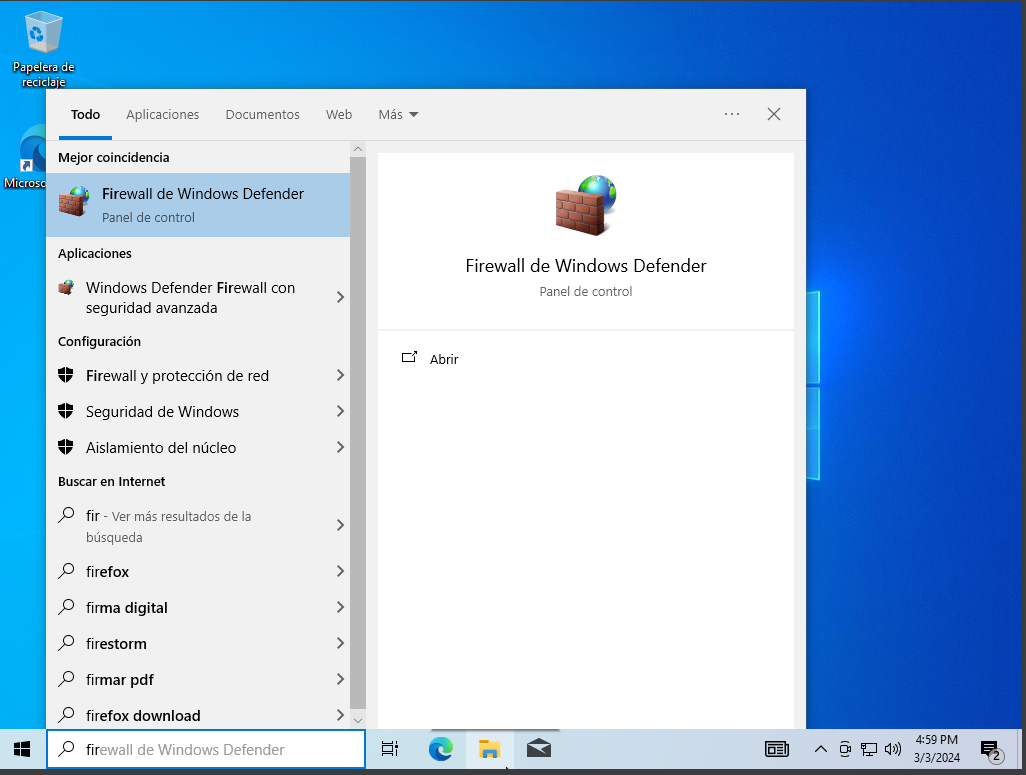 Papelera de
reciclaje
Microso
Todo Aplicaciones Documentos Web Más
Mejor coincidencia
Firewall de Windows Defender
Panel de control
Aplicaciones
Windows Defender Firewall con
seguridad avanzada
Configuración
Firewall y protección de red
Seguridad de Windows
Aislamiento del núcleo
Buscar en Internet
fir - Ver más resultados de la
búsqueda
firefox
firma digital
firestorm
firmar pdf
firefox download
Firewall de Windows Defender
Panel de control
Abrir
firewall de Windows Defender
4:59 PM
3/3/2024
2